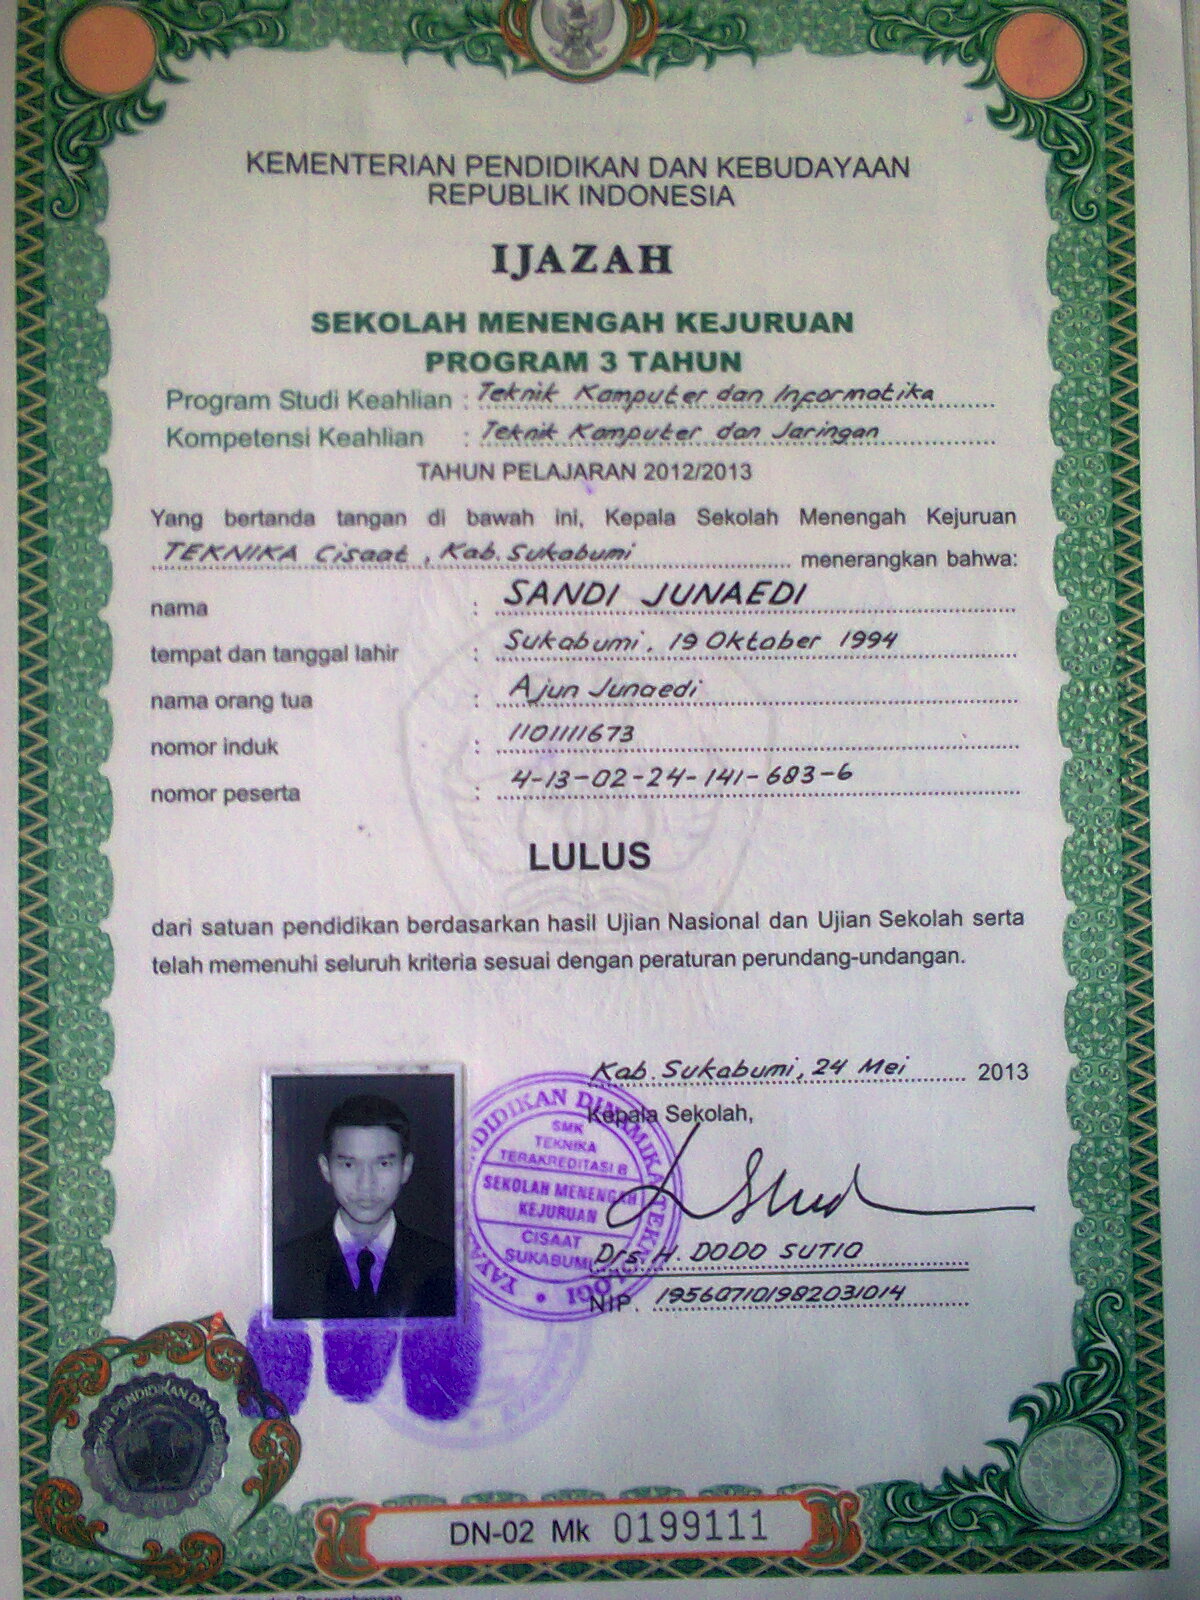 KEMENTERIAN PENDIDIKAN DAN KEBUDAYAAN
REPUBLIK INDONESIA
IJAZAH
SEKOLAH MENENGAH KEJURUAN
PROGRAM 3 TAHUN
Program Studi Keahlian : Teknik Komputer dan Informatika
Kompetensi Keahlian : Teknik Komputer dan Jaringan
TAHUN PELAJARAN 2012/2013
Yang bertanda tangan di bawah ini, Kepala Sekolah Menengah Kejuruan
TEKNIKA Cisaat, Kab. Sukabumi menerangkan bahwa:
nama : SANDI JUNAEDI
tempat dan tanggal lahir : Sukabumi, 19 Oktober 1994
nama orang tua : Ajun Junaedi
nomor induk : 1101111673
nomor peserta : 4-13-02-24-141-683-6
LULUS
dari satuan pendidikan berdasarkan hasil Ujian Nasional dan Ujian Sekolah serta
telah memenuhi seluruh kriteria sesuai dengan peraturan perundang-undangan.
Kab. Sukabumi, 24 Mei 2013
Kepala Sekolah,
SMK
TEKNIKA
TERAKREDITASI B
SEKOLAH MENENGAH
KEJURUAN
CISAAT
SUKABUMI
Drs. H. DODO SUTIO
NIP. 195607101982031014
DN-02 Mk 0199111